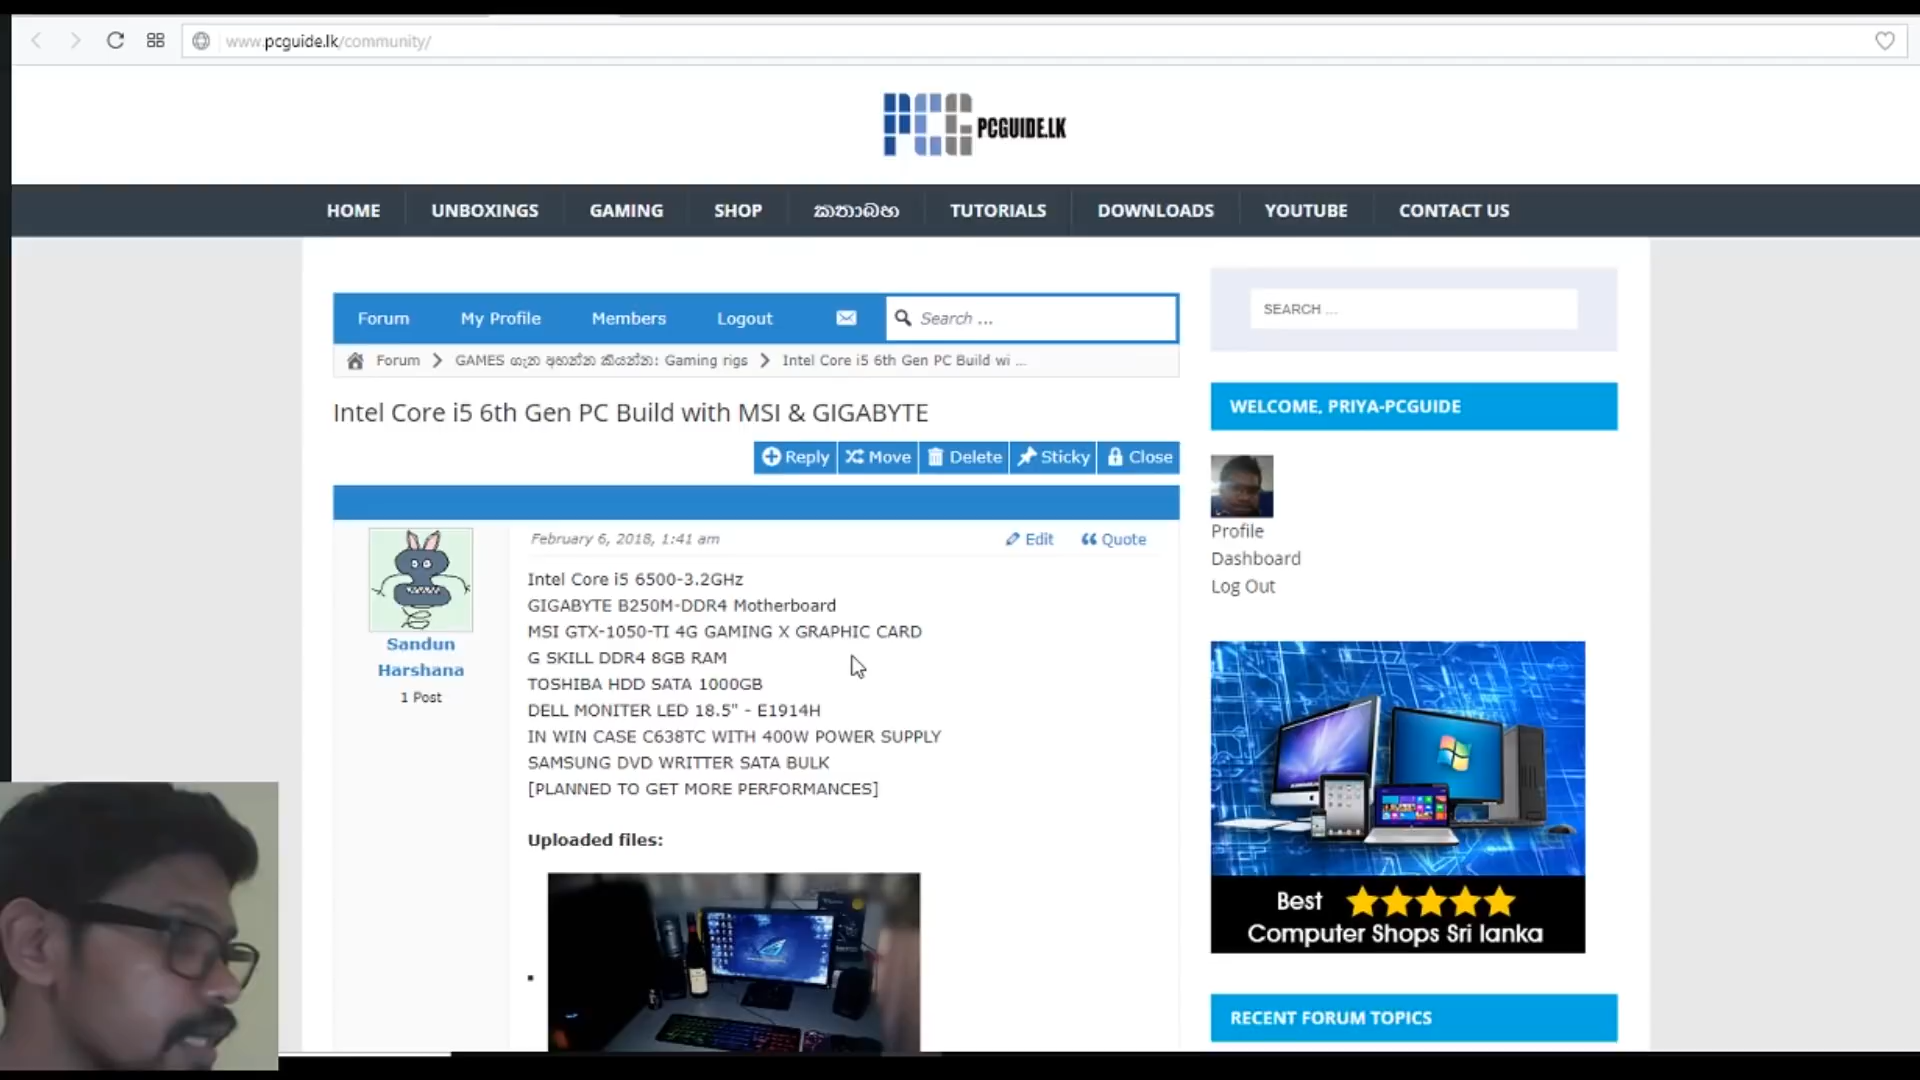 www.pcguide.lk/community/
PCG PCGUIDE.LK
HOME UNBOXINGS GAMING SHOP කතාබහ TUTORIALS DOWNLOADS YOUTUBE CONTACT US
Forum My Profile Members Logout Search ...
Forum GAMES ගැන අහන්න කියන්න: Gaming rigs Intel Core i5 6th Gen PC Build wi ...
Intel Core i5 6th Gen PC Build with MSI & GIGABYTE
Reply Move Delete Sticky Close
February 6, 2018, 1:41 am Edit Quote
Sandun
Harshana
1 Post
Intel Core i5 6500-3.2GHz
GIGABYTE B250M-DDR4 Motherboard
MSI GTX-1050-TI 4G GAMING X GRAPHIC CARD
G SKILL DDR4 8GB RAM
TOSHIBA HDD SATA 1000GB
DELL MONITER LED 18.5" - E1914H
IN WIN CASE C638TC WITH 400W POWER SUPPLY
SAMSUNG DVD WRITTER SATA BULK
[PLANNED TO GET MORE PERFORMANCES]
Uploaded files:
SEARCH ...
WELCOME, PRIYA-PCGUIDE
Profile
Dashboard
Log Out
Best
Computer Shops Sri lanka
RECENT FORUM TOPICS